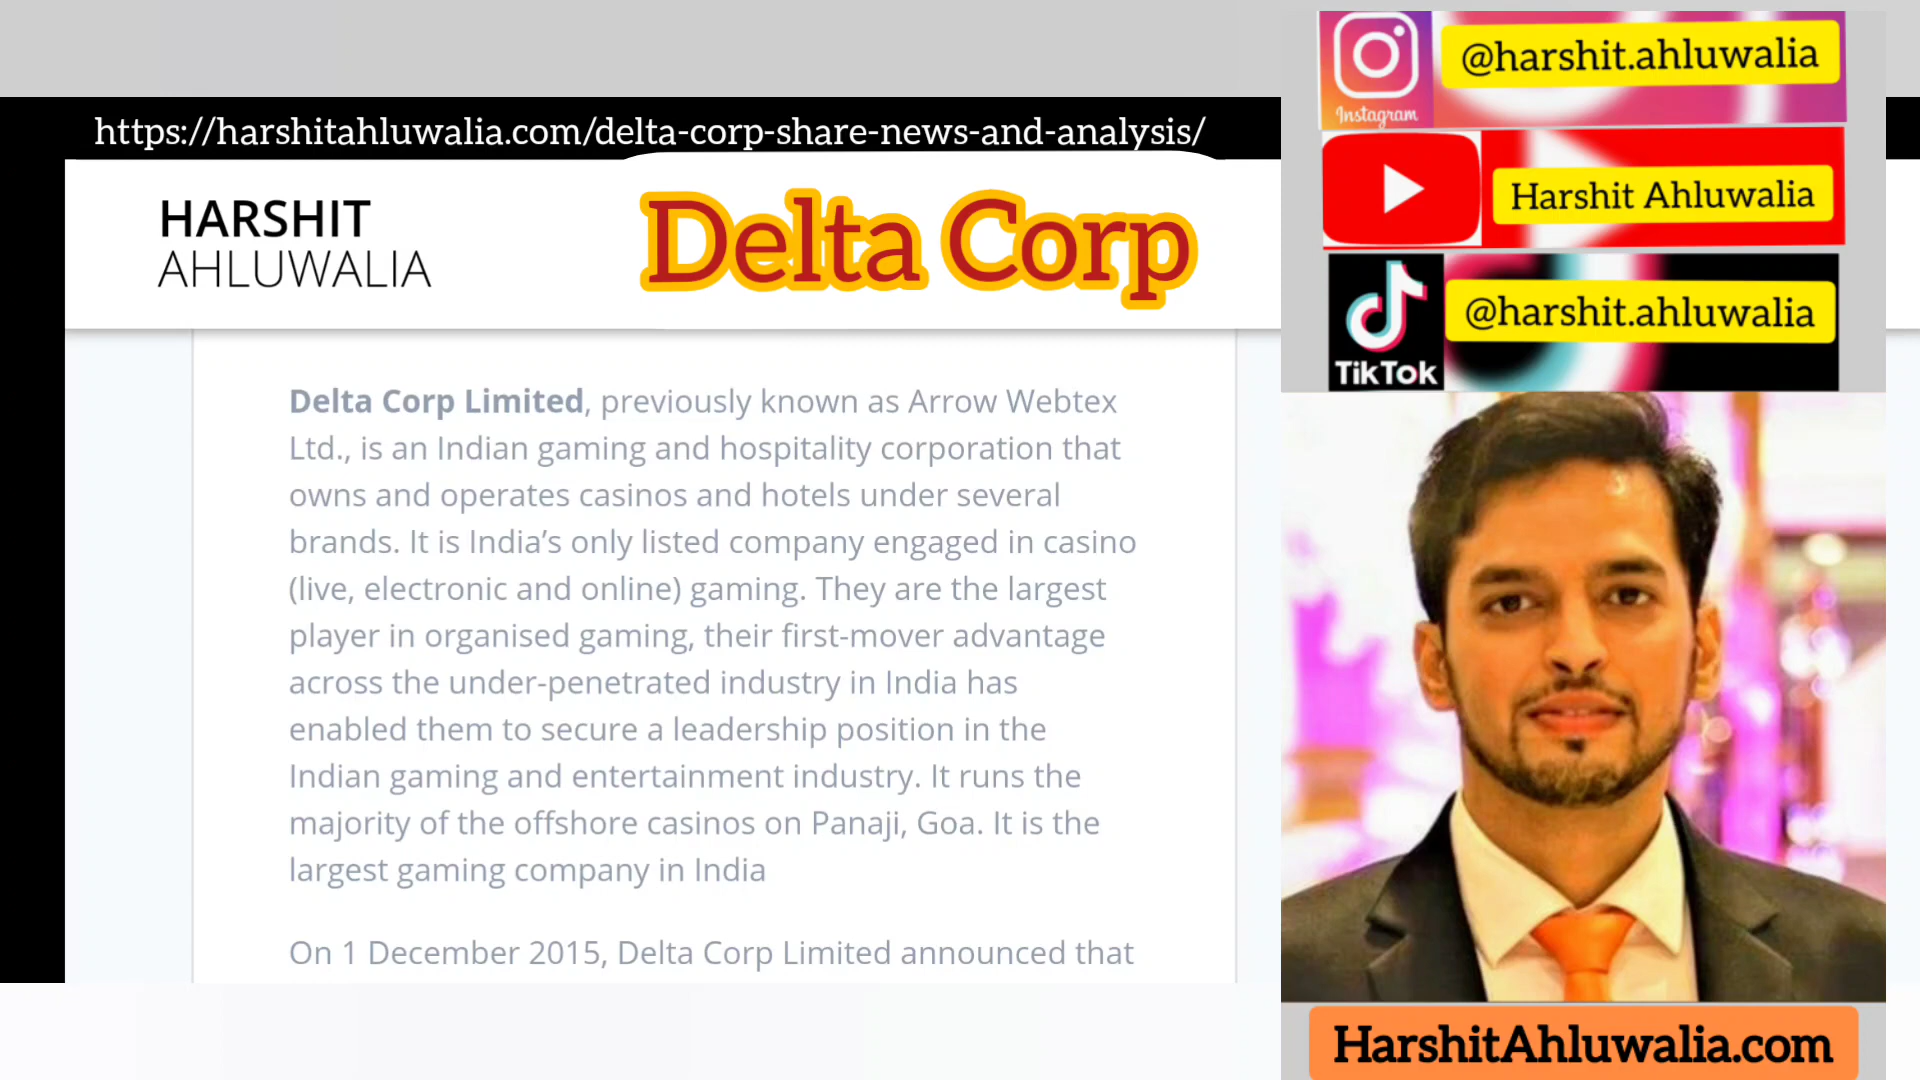 https://harshitahluwalia.com/delta-corp-share-news-and-analysis/
HARSHIT
AHLUWALIA
Delta Corp
Delta Corp Limited, previously known as Arrow Webtex
Ltd., is an Indian gaming and hospitality corporation that
owns and operates casinos and hotels under several
brands. It is India’s only listed company engaged in casino
(live, electronic and online) gaming. They are the largest
player in organised gaming, their first-mover advantage
across the under-penetrated industry in India has
enabled them to secure a leadership position in the
Indian gaming and entertainment industry. It runs the
majority of the offshore casinos on Panaji, Goa. It is the
largest gaming company in India
On 1 December 2015, Delta Corp Limited announced that
Instagram
@harshit.ahluwalia
Harshit Ahluwalia
TikTok
@harshit.ahluwalia
HarshitAhluwalia.com